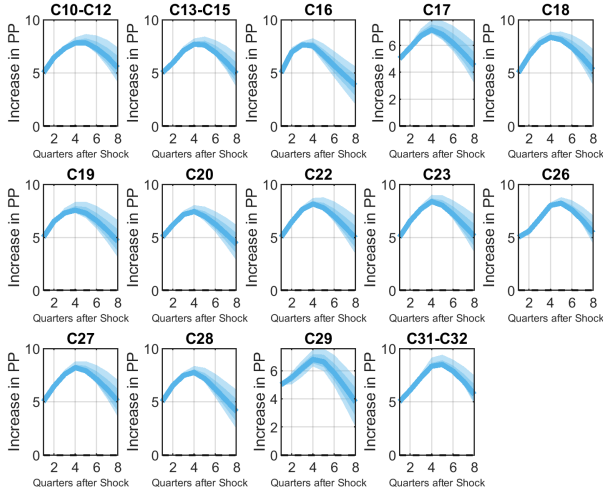 C10-C12 C13-C15 C16 C17 C18
Increase in PP
10
5
0
2 4 6 8
Quarters after Shock
Increase in PP
10
5
0
2 4 6 8
Quarters after Shock
Increase in PP
10
5
0
2 4 6 8
Quarters after Shock
Increase in PP
6
4
2
0
2 4 6 8
Quarters after Shock
Increase in PP
10
5
0
2 4 6 8
Quarters after Shock
C19 C20 C22 C23 C26
Increase in PP
10
5
0
2 4 6 8
Quarters after Shock
Increase in PP
10
5
0
2 4 6 8
Quarters after Shock
Increase in PP
10
5
0
2 4 6 8
Quarters after Shock
Increase in PP
10
5
0
2 4 6 8
Quarters after Shock
Increase in PP
10
5
0
2 4 6 8
Quarters after Shock
C27 C28 C29 C31-C32
Increase in PP
10
5
0
2 4 6 8
Quarters after Shock
Increase in PP
10
5
0
2 4 6 8
Quarters after Shock
Increase in PP
6
4
2
0
2 4 6 8
Quarters after Shock
Increase in PP
10
5
0
2 4 6 8
Quarters after Shock